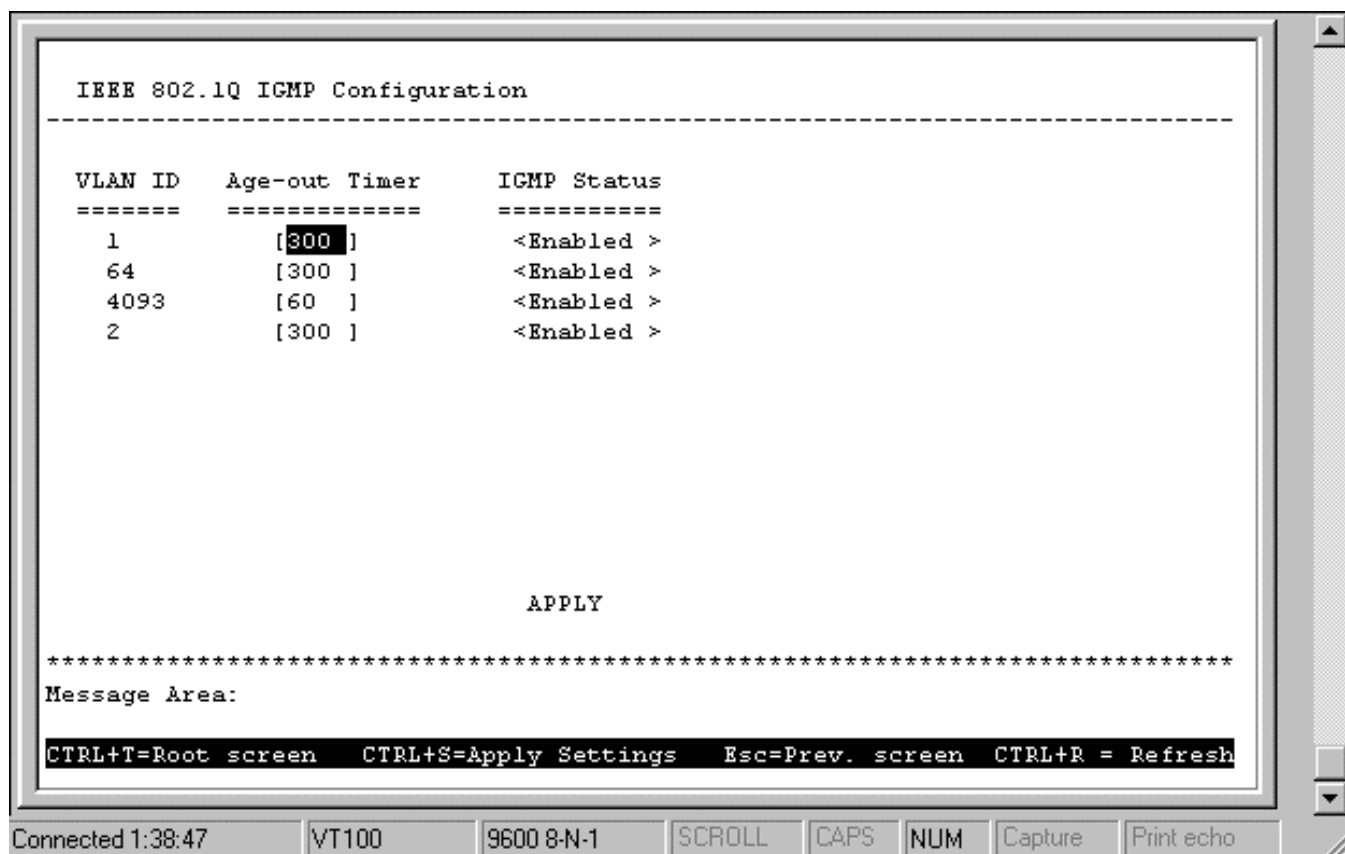 IEEE 802.1Q IGMP Configuration
-------------------------------------------------------------------------------
VLAN ID Age-out Timer IGMP Status
======= ============= ===========
1 [300 ] <Enabled >
64 [300 ] <Enabled >
4093 [60 ] <Enabled >
2 [300 ] <Enabled >
APPLY
*******************************************************************************
Message Area:
CTRL+T=Root screen CTRL+S=Apply Settings Esc=Prev. screen CTRL+R = Refresh
Connected 1:38:47 VT100 9600 8-N-1 SCROLL CAPS NUM Capture Print echo